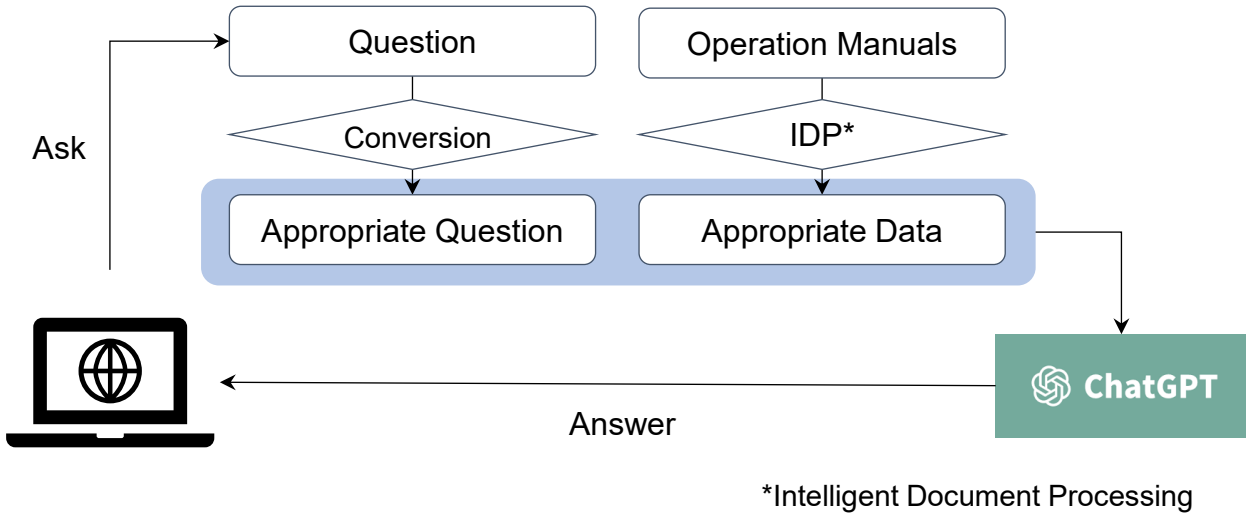 Question
Operation Manuals
Ask
Conversion
IDP*
Appropriate Question
Appropriate Data
ChatGPT
Answer
*Intelligent Document Processing